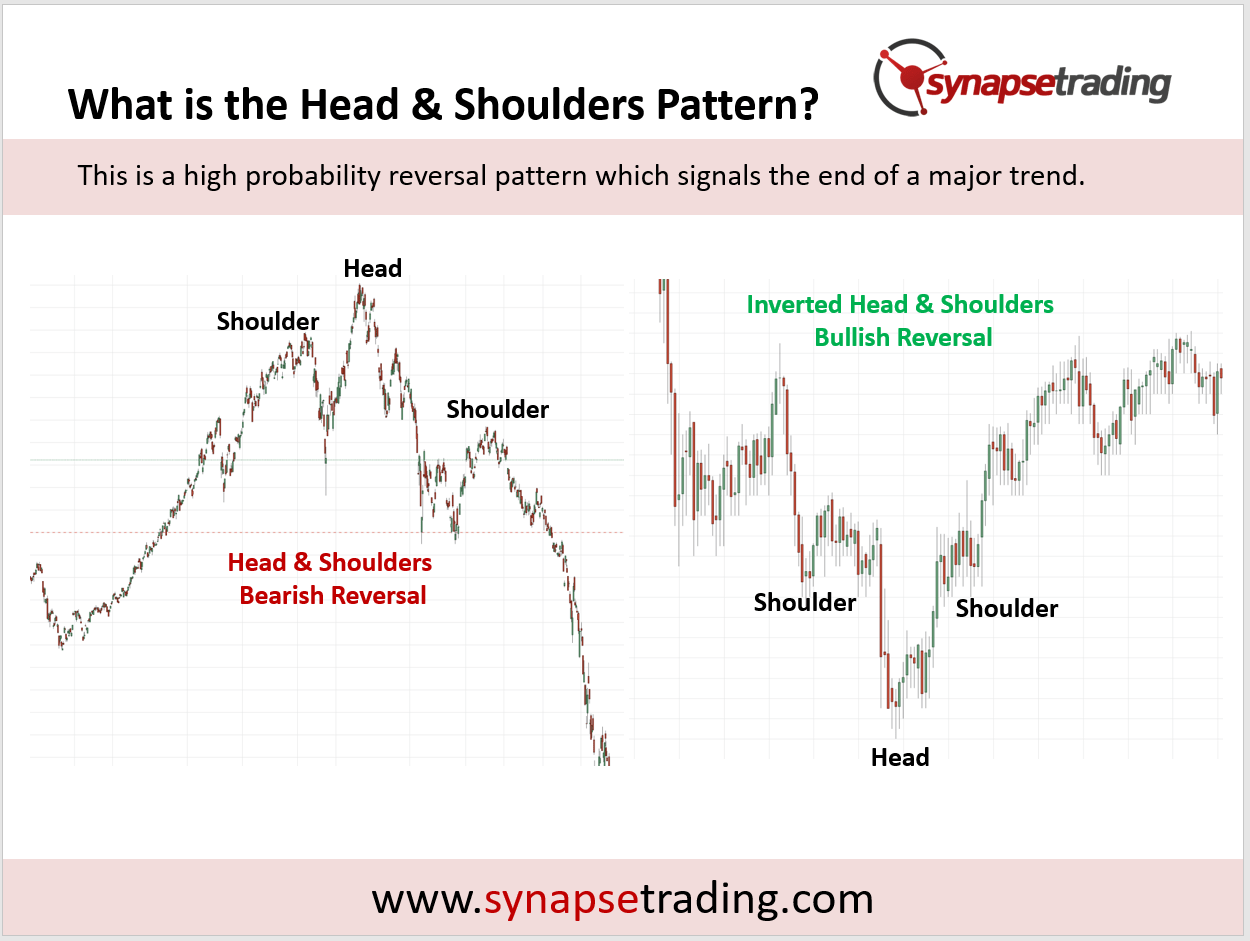 What is the Head & Shoulders Pattern?
synapsetrading
This is a high probability reversal pattern which signals the end of a major trend.
Head
Shoulder
Shoulder
Head & Shoulders
Bearish Reversal
Inverted Head & Shoulders
Bullish Reversal
Shoulder
Shoulder
Head
www.synapsetrading.com